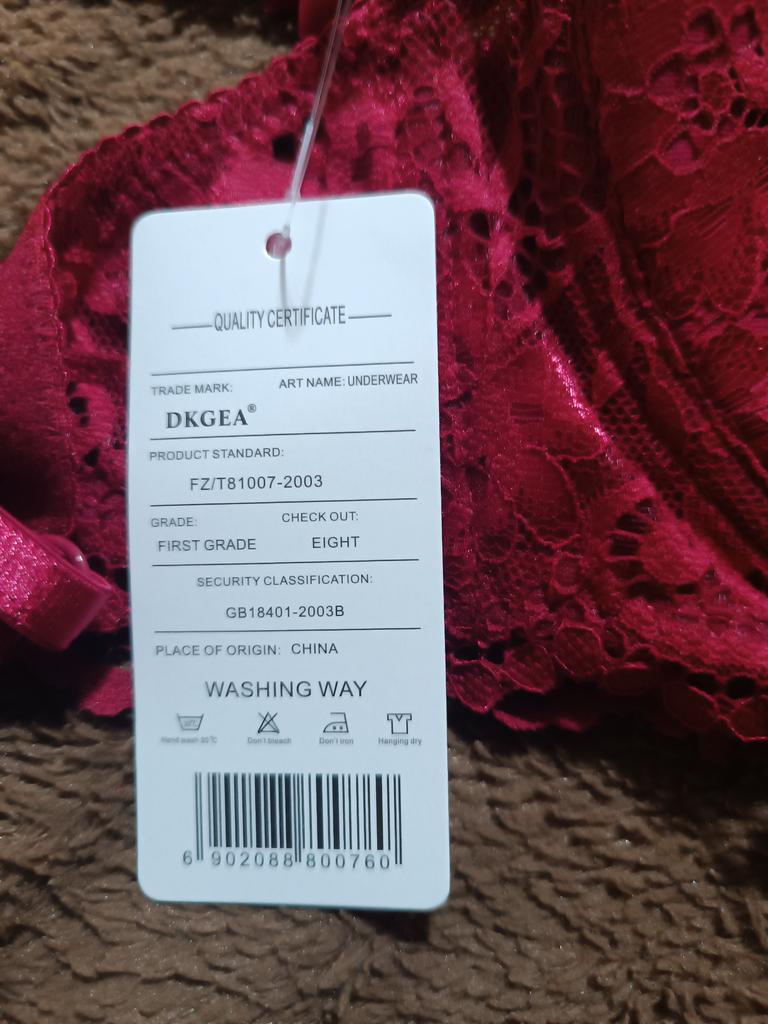 QUALITY CERTIFICATE
TRADE MARK: ART NAME: UNDERWEAR
DKGEA®
PRODUCT STANDARD:
FZ/T81007-2003
GRADE: CHECK OUT:
FIRST GRADE EIGHT
SECURITY CLASSIFICATION:
GB18401-2003B
PLACE OF ORIGIN: CHINA
WASHING WAY
Hand wash Don't bleach Don't iron Hanging dry
6 902088 800760